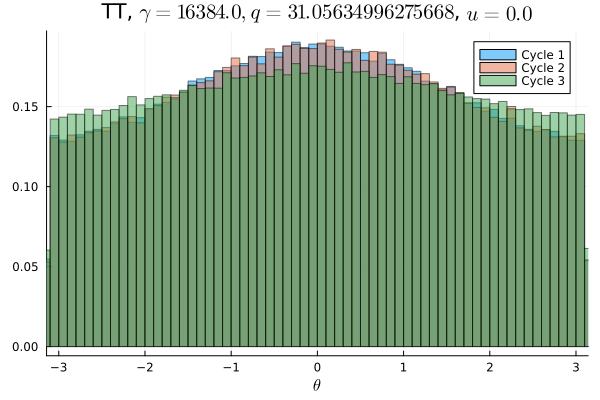 TT, γ = 16384.0, q = 31.05634996275668, u = 0.0
Cycle 1
Cycle 2
Cycle 3
0.15
0.10
0.05
0.00
−3 −2 −1 0 1 2 3
θ